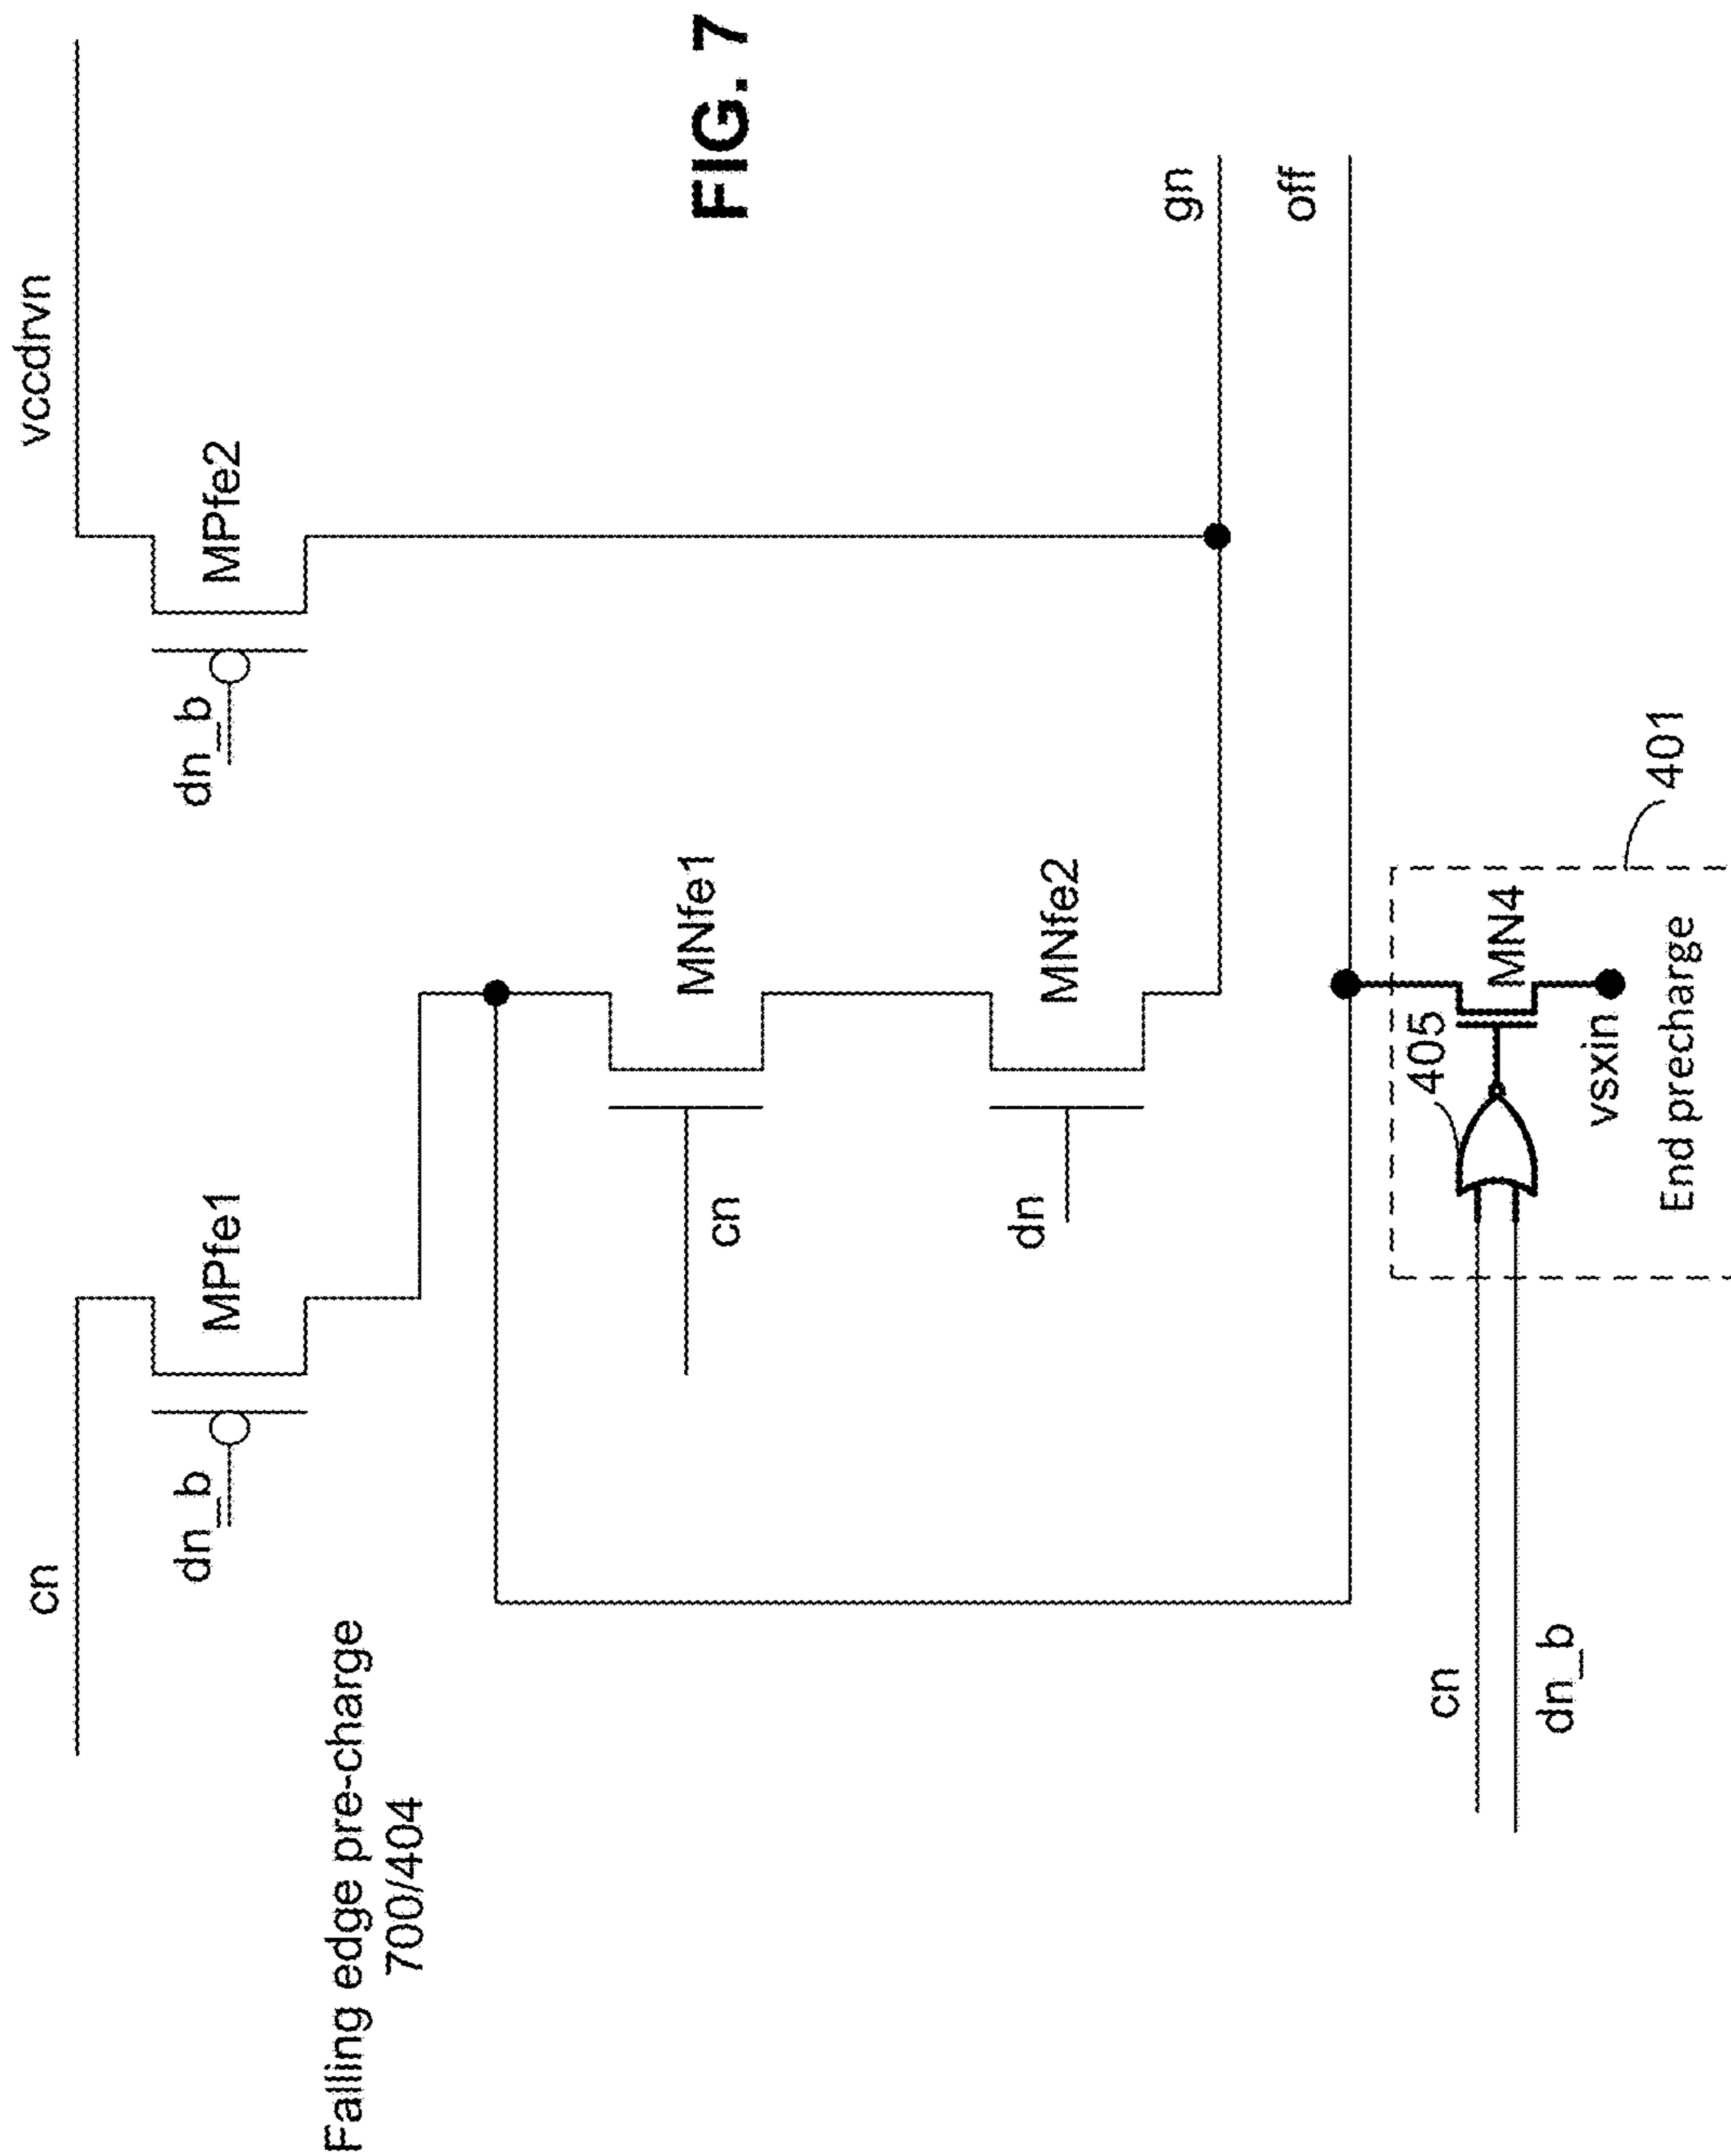 Falling edge pre-charge
700/404
cn
dn_b
MPfe1
vccdrvn
dn_b
MPfe2
cn
MNfe1
dn
MNfe2
gn
off
cn
dn_b
405
MN4
vsxin
End precharge
401
FIG. 7